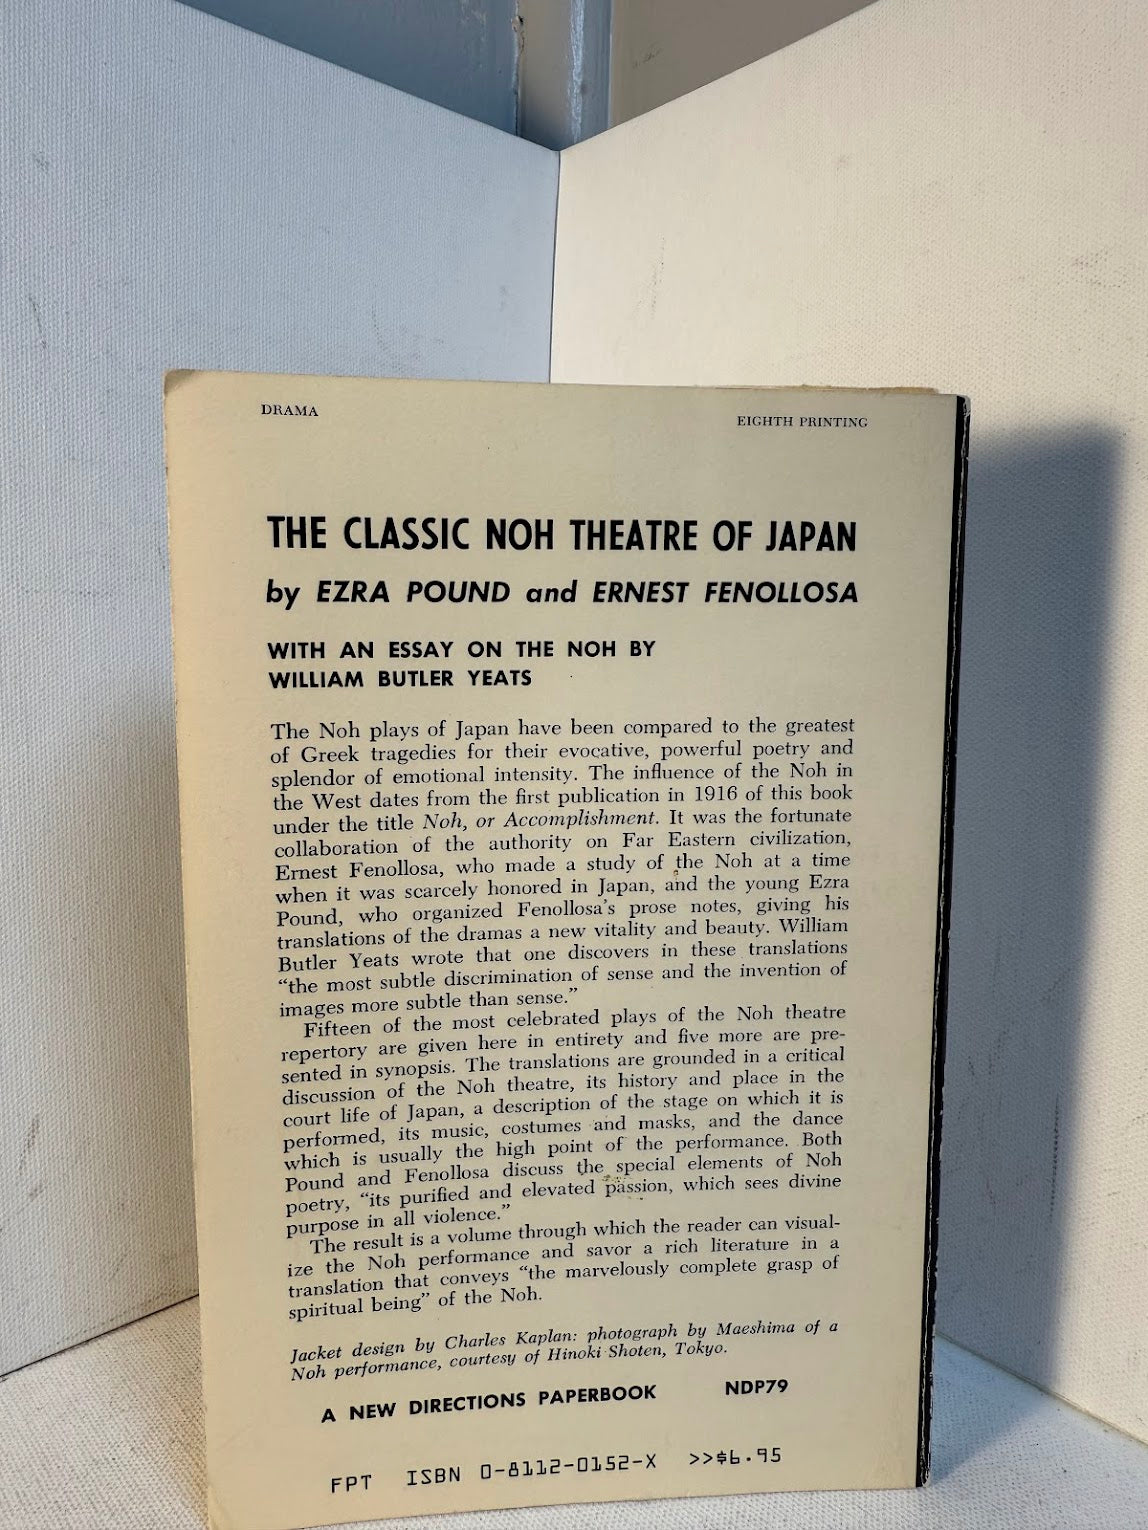 DRAMA
EIGHTH PRINTING
THE CLASSIC NOH THEATRE OF JAPAN
by EZRA POUND and ERNEST FENOLLOSA
WITH AN ESSAY ON THE NOH BY
WILLIAM BUTLER YEATS
The Noh plays of Japan have been compared to the greatest
of Greek tragedies for their evocative, powerful poetry and
splendor of emotional intensity. The influence of the Noh in
the West dates from the first publication in 1916 of this book
under the title Noh, or Accomplishment. It was the fortunate
collaboration of the authority on Far Eastern civilization,
Ernest Fenollosa, who made a study of the Noh at a time
when it was scarcely honored in Japan, and the young Ezra
Pound, who organized Fenollosa's prose notes, giving his
translations of the dramas a new vitality and beauty. William
Butler Yeats wrote that one discovers in these translations
“the most subtle discrimination of sense and the invention of
images more subtle than sense.”
Fifteen of the most celebrated plays of the Noh theatre
repertory are given here in entirety and five more are pre-
sented in synopsis. The translations are grounded in a critical
discussion of the Noh theatre, its history and place in the
court life of Japan, a description of the stage on which it is
performed, its music, costumes and masks, and the dance
which is usually the high point of the performance. Both
Pound and Fenollosa discuss the special elements of Noh
poetry, “its purified and elevated passion, which sees divine
purpose in all violence.”
The result is a volume through which the reader can visual-
ize the Noh performance and savor a rich literature in a
translation that conveys “the marvelously complete grasp of
spiritual being” of the Noh.
Jacket design by Charles Kaplan: photograph by Maeshima of a
Noh performance, courtesy of Hinoki Shoten, Tokyo.
A NEW DIRECTIONS PAPERBOOK NDP79
FPT ISBN 0-8112-0152-X >>$6.95